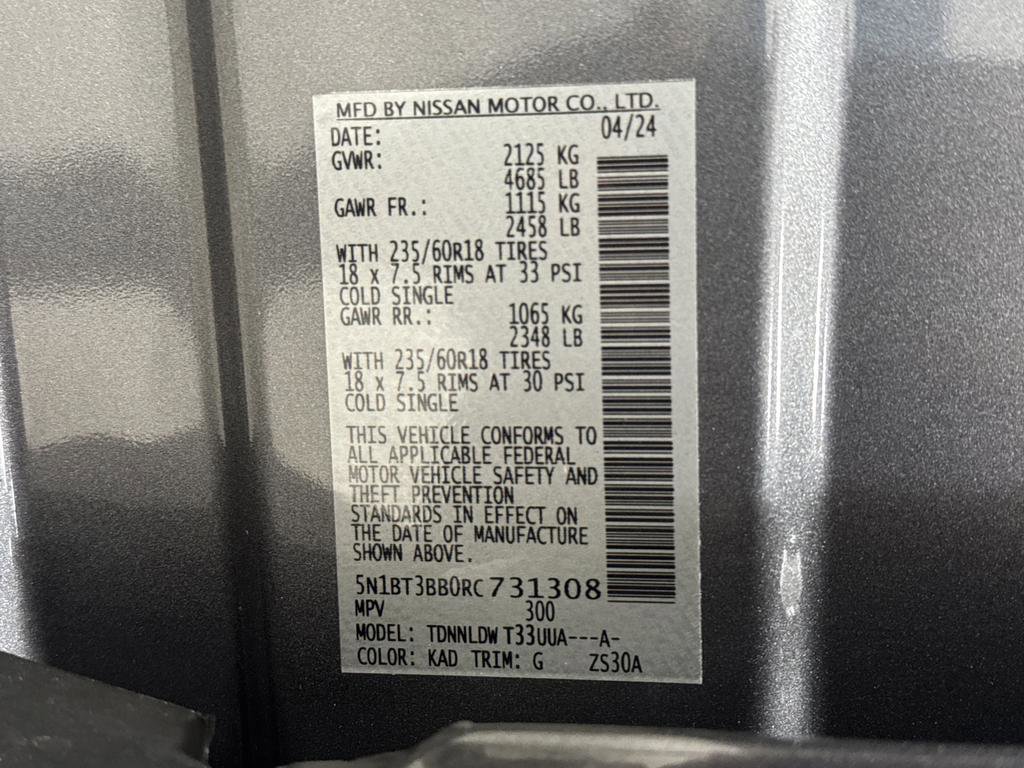 MFD BY NISSAN MOTOR CO., LTD.
DATE: 04/24
GVWR: 2125 KG
4685 LB
GAWR FR.: 1115 KG
2458 LB
WITH 235/60R18 TIRES
18 x 7.5 RIMS AT 33 PSI
COLD SINGLE
GAWR RR.: 1065 KG
2348 LB
WITH 235/60R18 TIRES
18 x 7.5 RIMS AT 30 PSI
COLD SINGLE
THIS VEHICLE CONFORMS TO
ALL APPLICABLE FEDERAL
MOTOR VEHICLE SAFETY AND
THEFT PREVENTION
STANDARDS IN EFFECT ON
THE DATE OF MANUFACTURE
SHOWN ABOVE.
5N1BT3BB0RC731308
MPV 300
MODEL: TDNNLDW T33UUA---A-
COLOR: KAD TRIM: G ZS30A